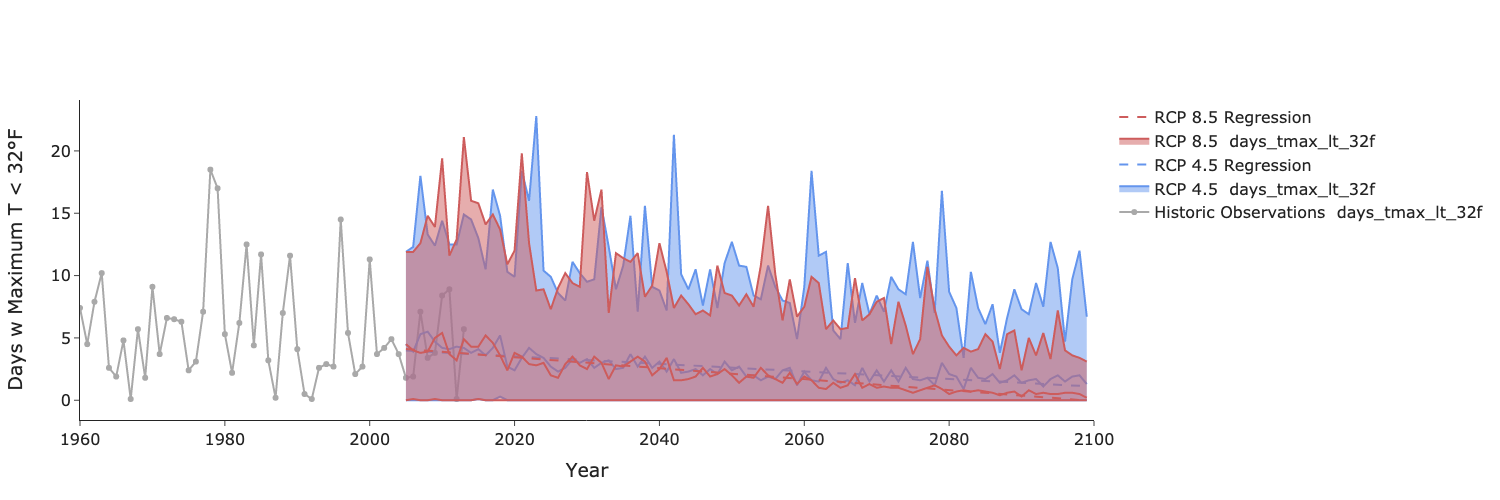 Days w Maximum T < 32°F
20
15
10
5
0
1960 1980 2000 2020 2040 2060 2080 2100
Year
RCP 8.5 Regression
RCP 8.5 days_tmax_lt_32f
RCP 4.5 Regression
RCP 4.5 days_tmax_lt_32f
Historic Observations days_tmax_lt_32f